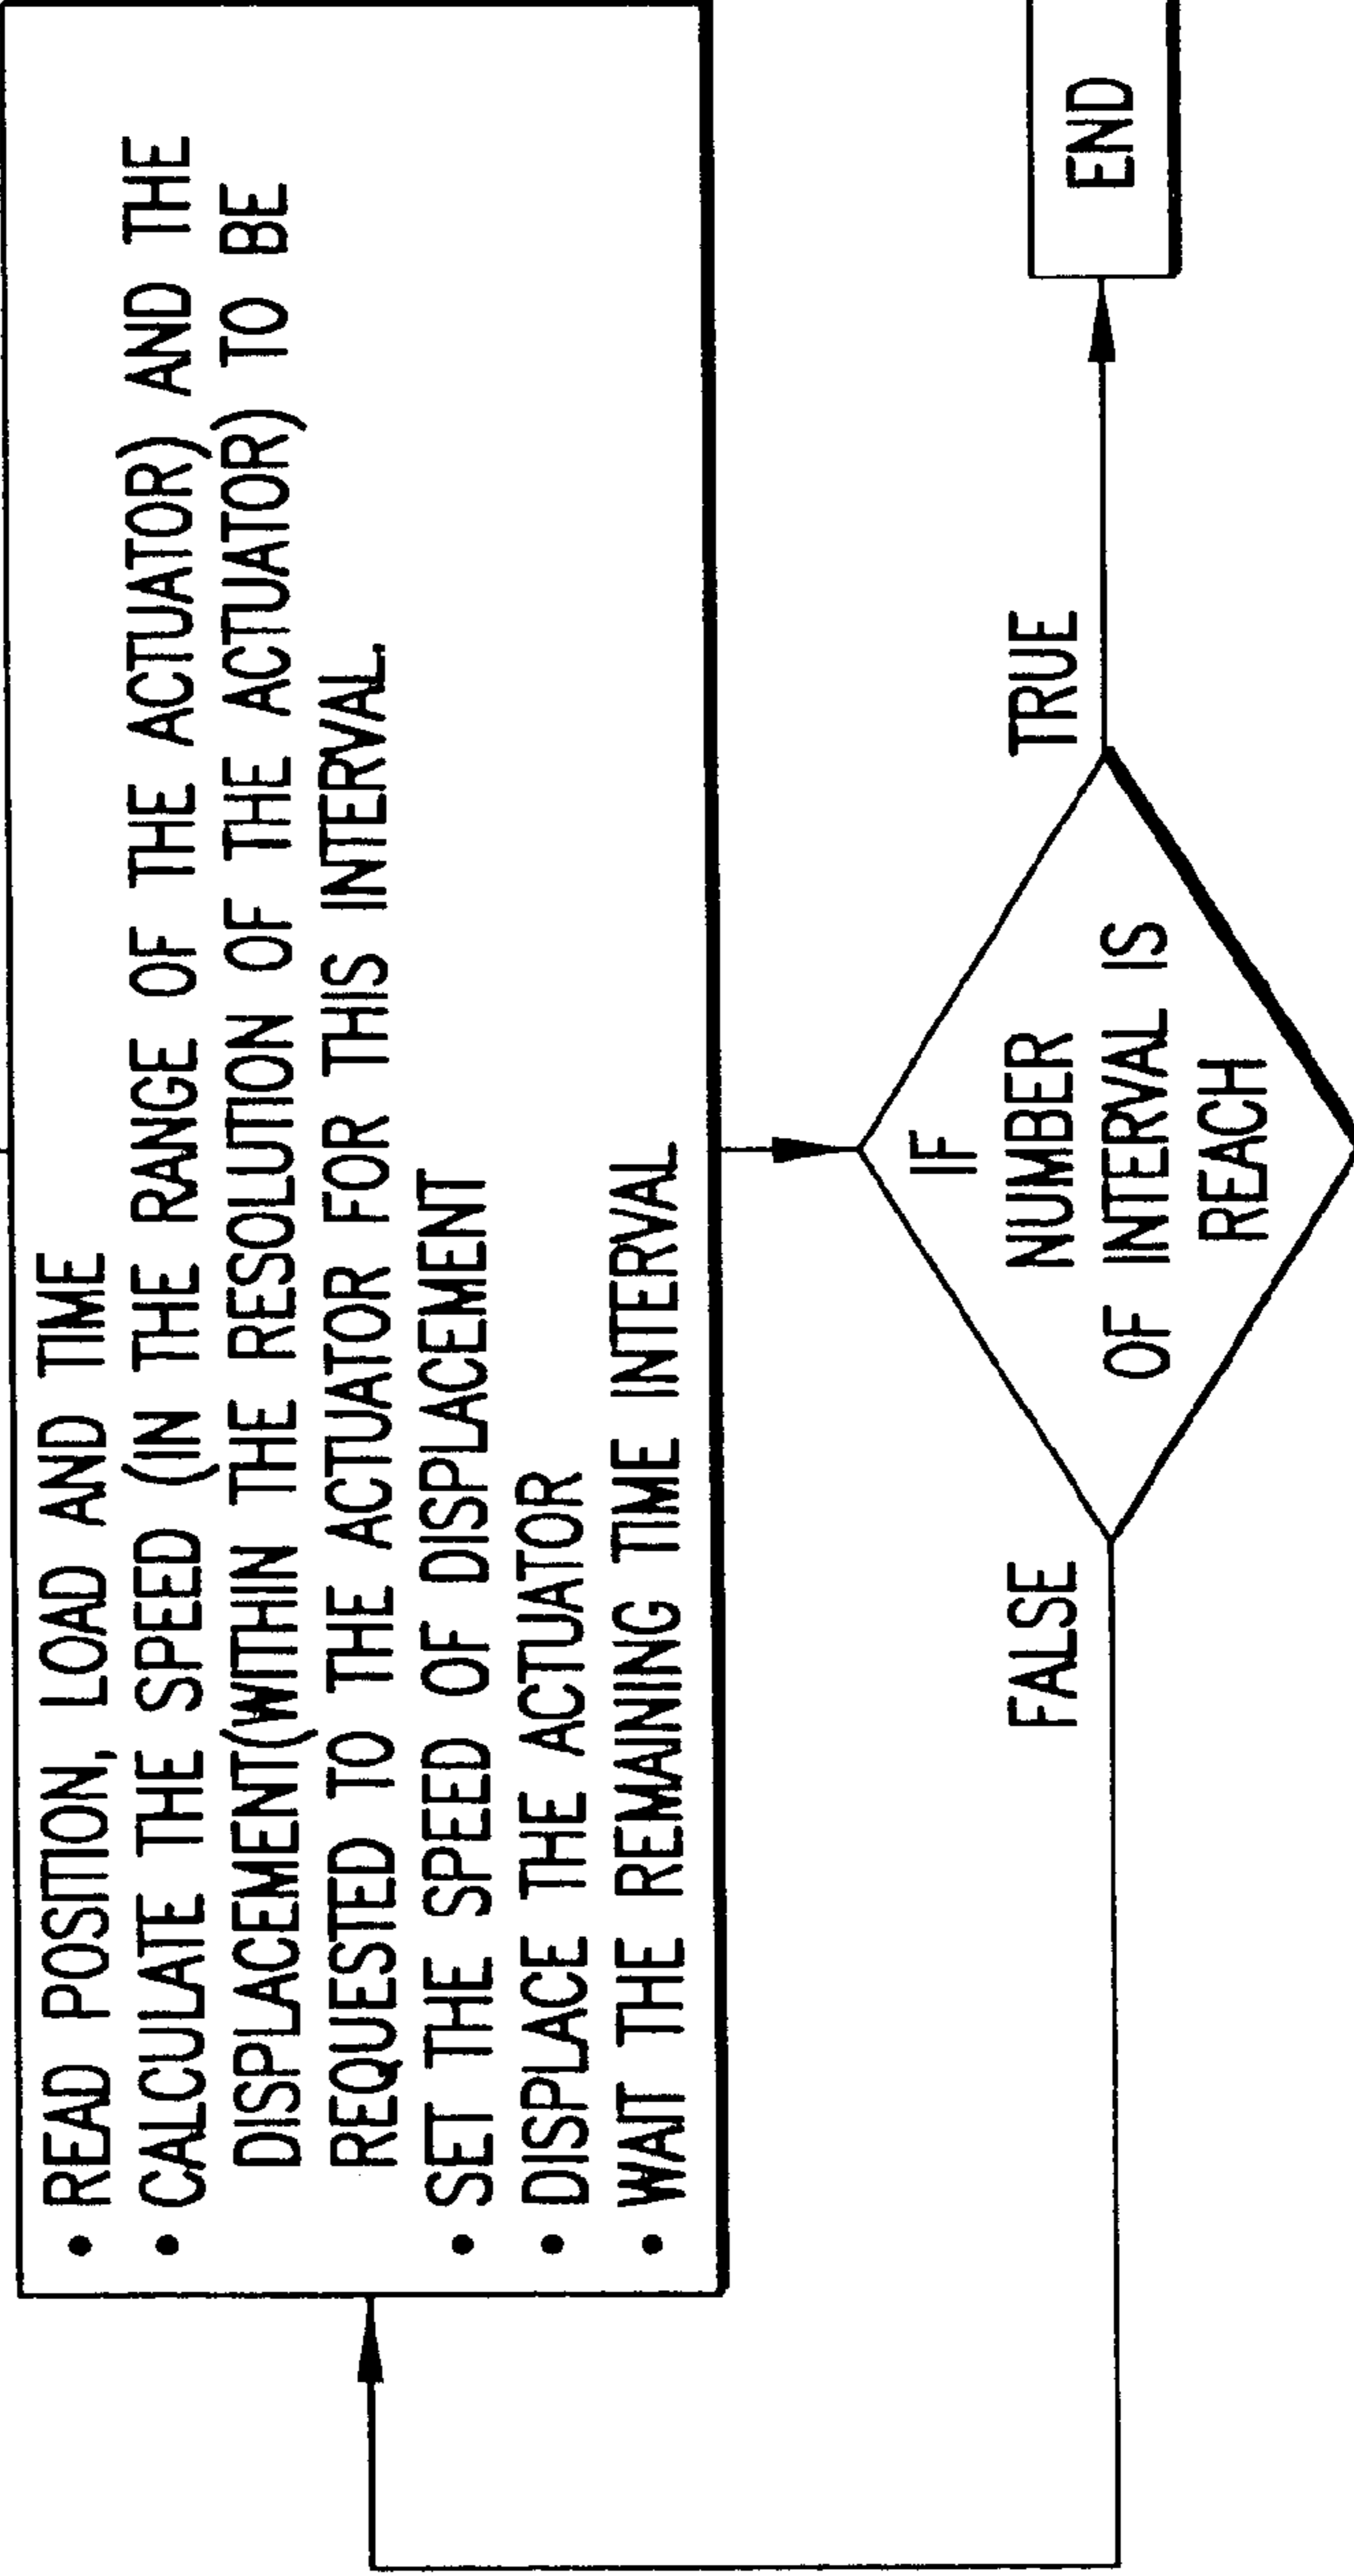 • READ POSITION, LOAD AND TIME
• CALCULATE THE SPEED (IN THE RANGE OF THE ACTUATOR) AND THE
DISPLACEMENT(WITHIN THE RESOLUTION OF THE ACTUATOR) TO BE
REQUESTED TO THE ACTUATOR FOR THIS INTERVAL.
• SET THE SPEED OF DISPLACEMENT
• DISPLACE THE ACTUATOR
• WAIT THE REMAINING TIME INTERVAL
FALSE
IF
NUMBER
OF INTERVAL IS
REACH
TRUE
END